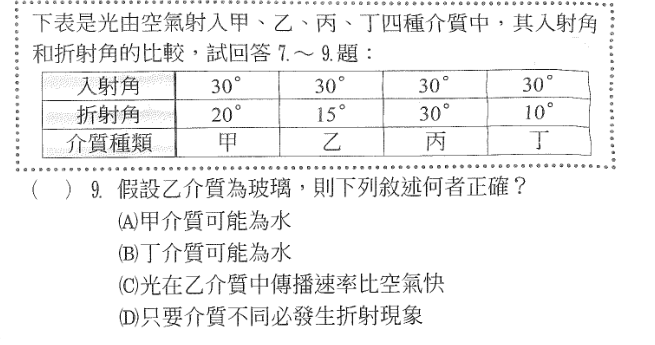 下表是光由空氣射入甲、乙、丙、丁四種介質中，其入射角
和折射角的比較，試回答 7.～ 9.題：
入射角 30° 30° 30° 30°
折射角 20° 15° 30° 10°
介質種類 甲 乙 丙 丁
(　) 9. 假設乙介質為玻璃，則下列敘述何者正確？
(A)甲介質可能為水
(B)丁介質可能為水
(C)光在乙介質中傳播速率比空氣快
(D)只要介質不同必發生折射現象